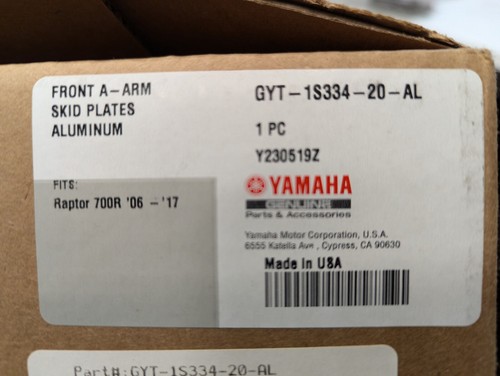 FRONT A-ARM
SKID PLATES
ALUMINUM
GYT-1S334-20-AL
1 PC
Y230519Z
FITS:
Raptor 700R '06 - '17
YAMAHA
GENUINE
Parts & Accessories
Yamaha Motor Corporation, U.S.A.
6555 Katella Ave , Cypress, CA 90630
Made In USA
Part#:GYT-1S334-20-AL